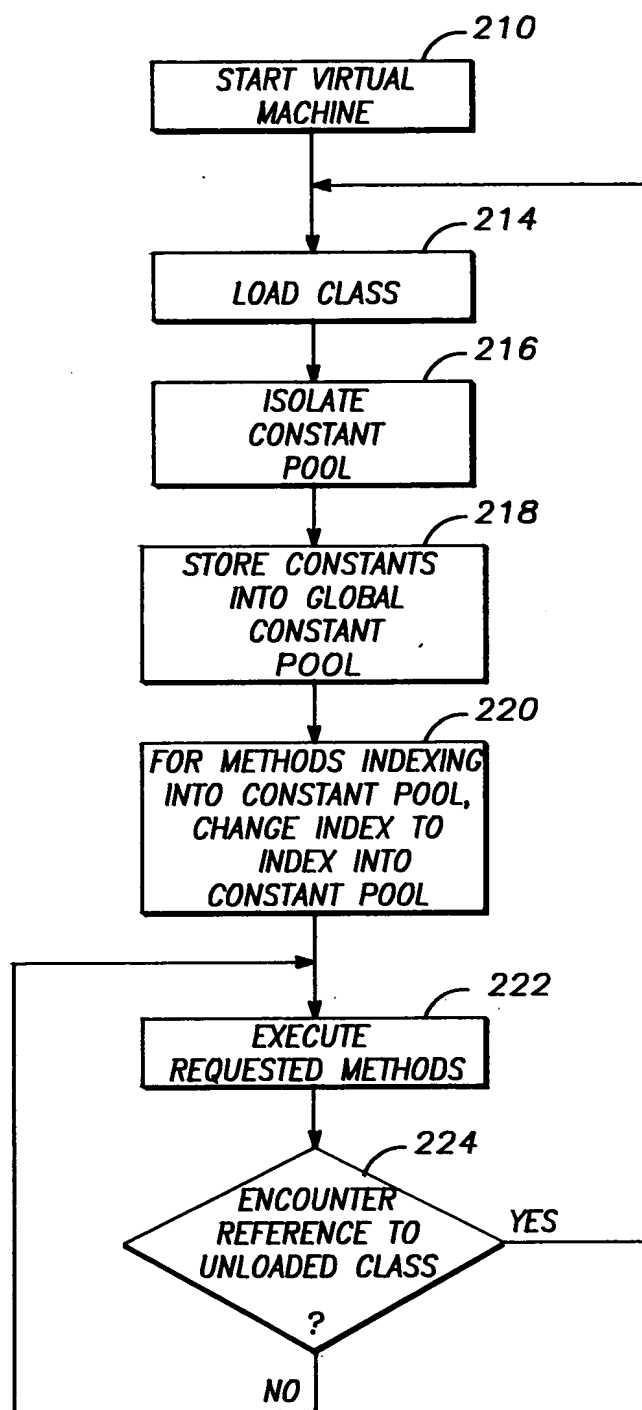 210
START VIRTUAL
MACHINE
214
LOAD CLASS
216
ISOLATE
CONSTANT
POOL
218
STORE CONSTANTS
INTO GLOBAL
CONSTANT
POOL
220
FOR METHODS INDEXING
INTO CONSTANT POOL,
CHANGE INDEX TO
INDEX INTO
CONSTANT POOL
222
EXECUTE
REQUESTED METHODS
224
ENCOUNTER
REFERENCE TO
UNLOADED CLASS
?
YES
NO